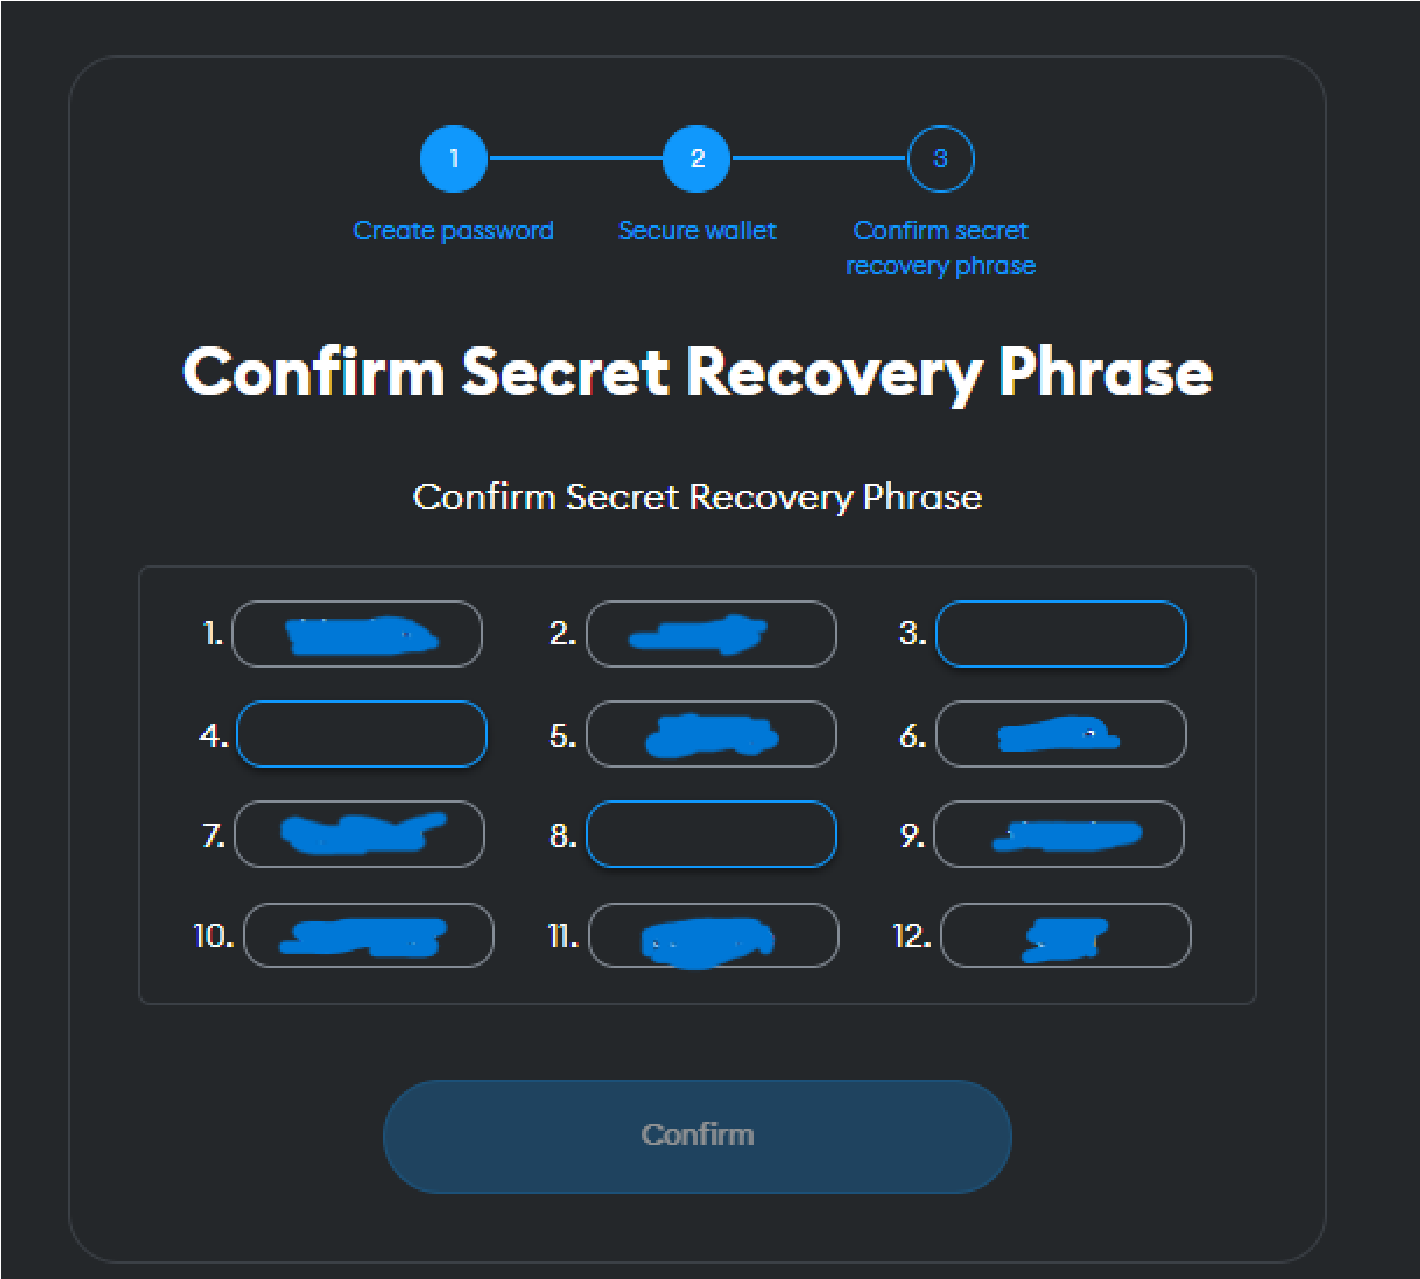 1 2 3
Create password Secure wallet Confirm secret
recovery phrase
Confirm Secret Recovery Phrase
Confirm Secret Recovery Phrase
1. 2. 3.
4. 5. 6.
7. 8. 9.
10. 11. 12.
Confirm